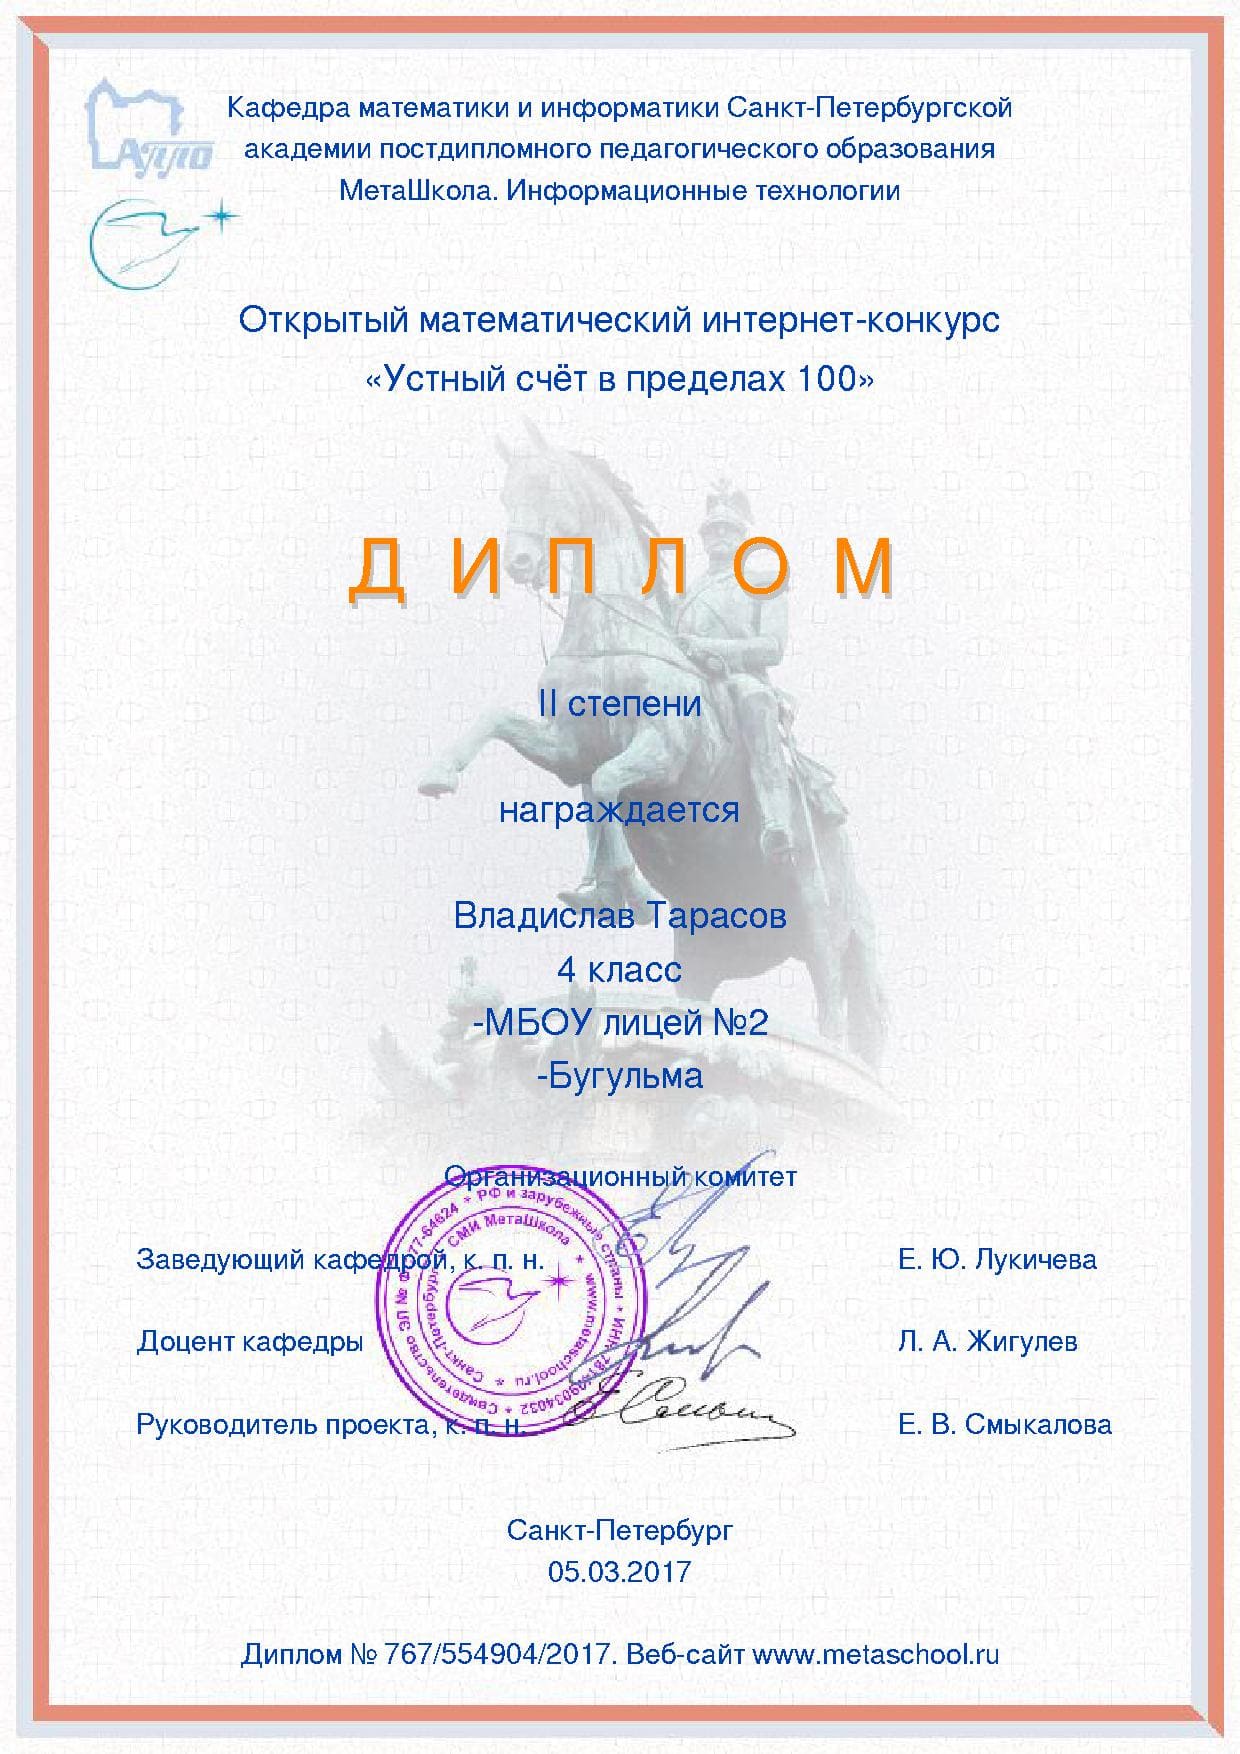 Кафедра математики и информатики Санкт-Петербургской
академии постдипломного педагогического образования
МетаШкола. Информационные технологии
Аппо
Открытый математический интернет-конкурс
«Устный счёт в пределах 100»
ДИПЛОМ
II степени
награждается
Владислав Тарасов
4 класс
-МБОУ лицей №2
-Бугульма
Организационный комитет
Заведующий кафедрой, к. п. н. Е. Ю. Лукичева
Доцент кафедры Л. А. Жигулев
Руководитель проекта, к. п. н. Е. В. Смыкалова
РФ и зарубежные страны * ИНН
* Свидетельство ЭЛ №
77-64624 *
СМИ МетаШкола * www.metaschool.ru * Санкт-Петербург
Санкт-Петербург
05.03.2017
Диплом № 767/554904/2017. Веб-сайт www.metaschool.ru